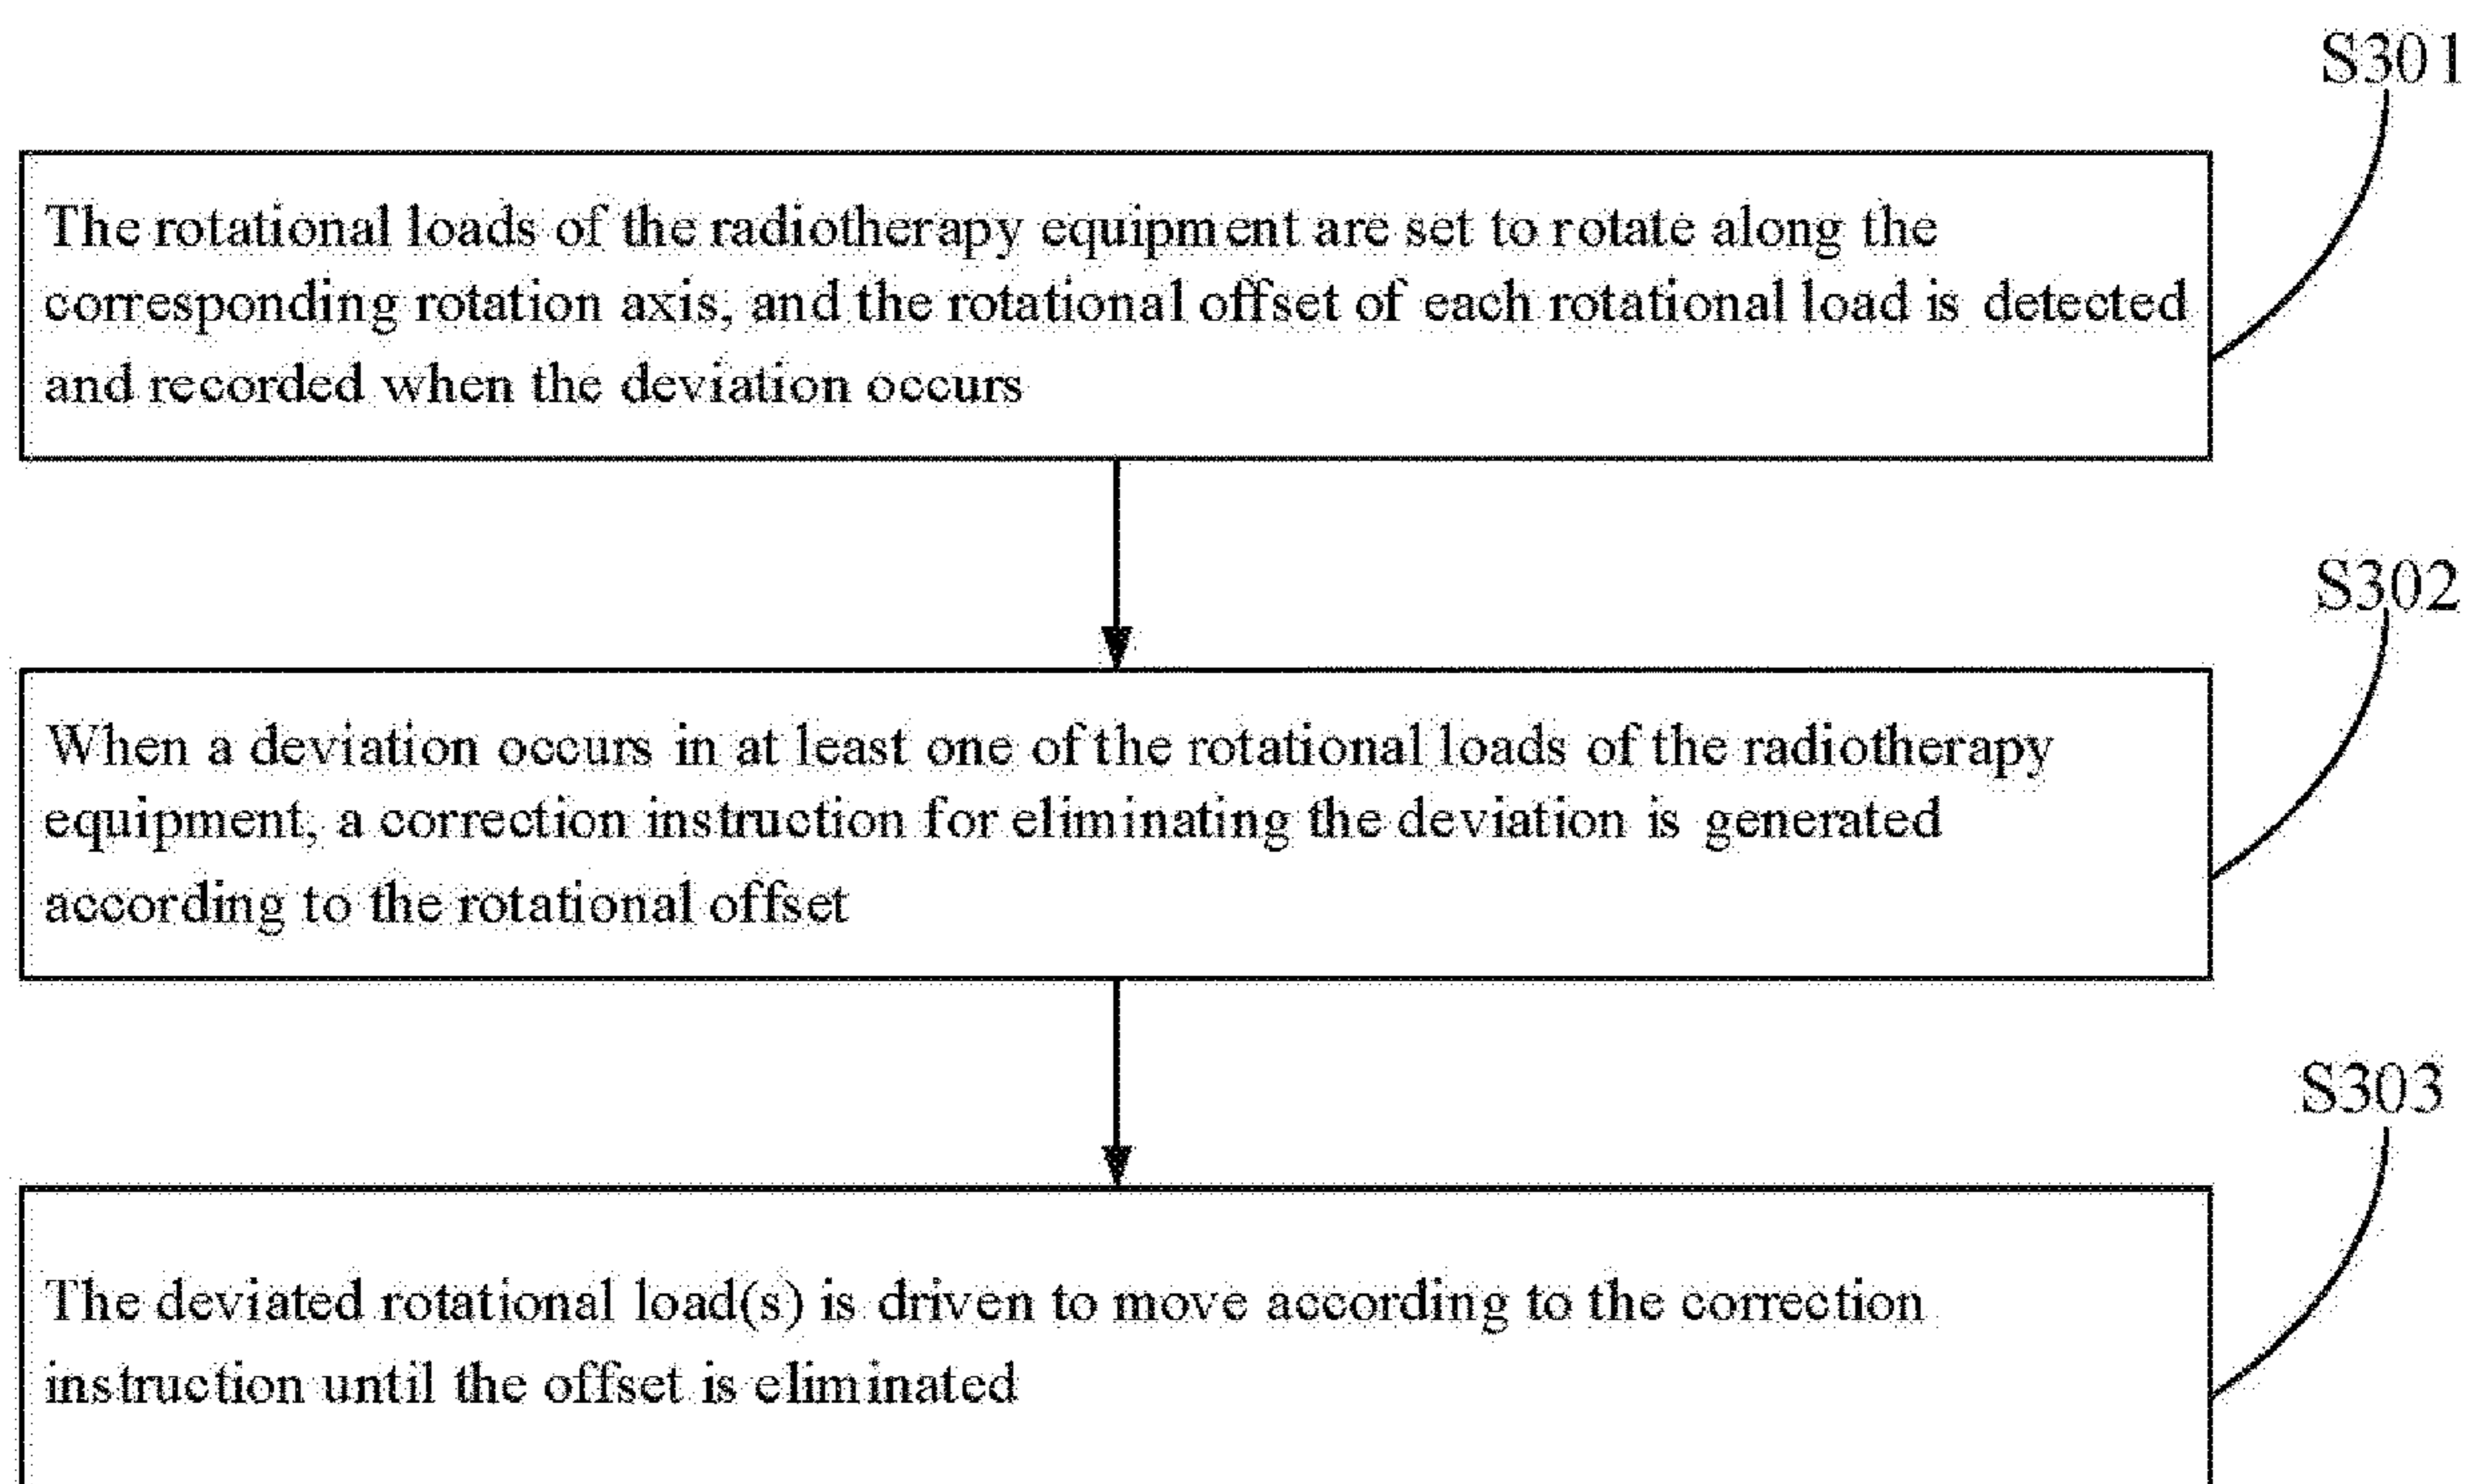 S301
The rotational loads of the radiotherapy equipment are set to rotate along the
corresponding rotation axis, and the rotational offset of each rotational load is detected
and recorded when the deviation occurs
S302
When a deviation occurs in at least one of the rotational loads of the radiotherapy
equipment, a correction instruction for eliminating the deviation is generated
according to the rotational offset
S303
The deviated rotational load(s) is driven to move according to the correction
instruction until the offset is eliminated